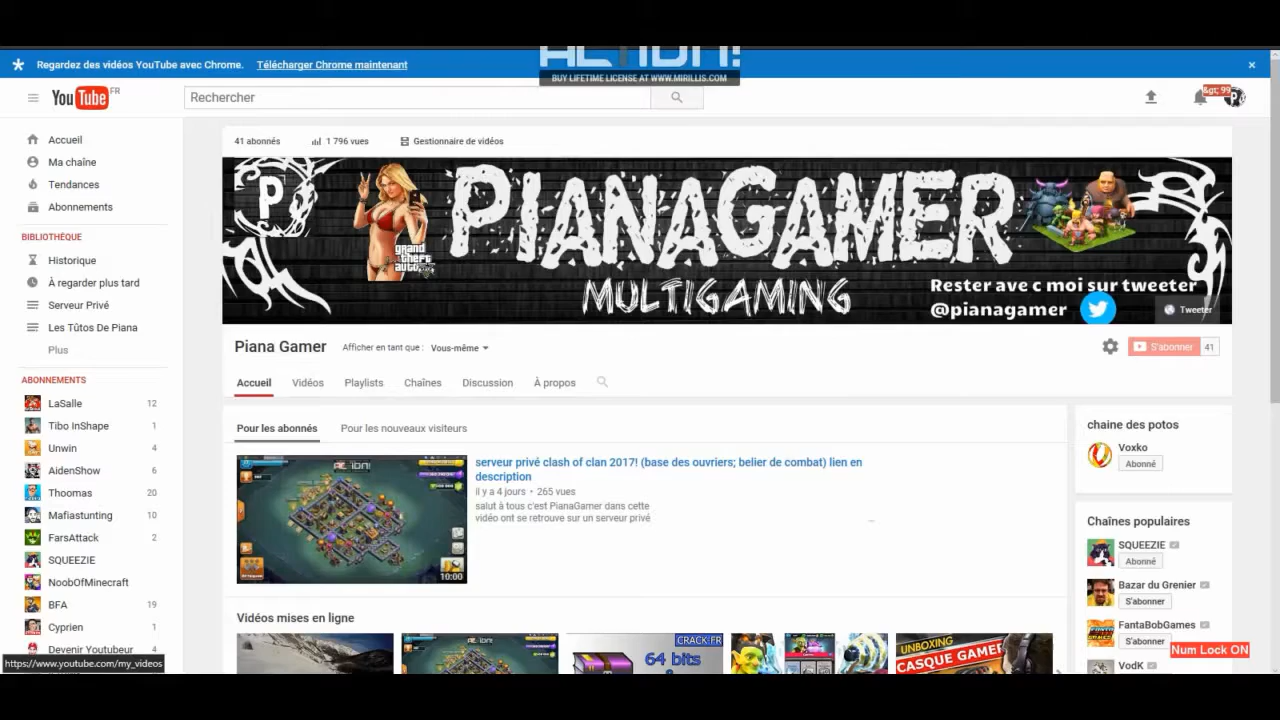 ACTION!
BUY LIFETIME LICENSE AT WWW.MIRILLIS.COM
Regardez des vidéos YouTube avec Chrome. Télécharger Chrome maintenant
YouTube FR
Rechercher
&gt; 99
P
Accueil
Ma chaîne
Tendances
Abonnements
BIBLIOTHÈQUE
Historique
À regarder plus tard
Serveur Privé
Les Tûtos De Piana
Plus
ABONNEMENTS
LaSalle 12
Tibo InShape 1
Unwin 4
AidenShow 6
Thoomas 20
Mafiastunting 10
FarsAttack 2
SQUEEZIE
NoobOfMinecraft
BFA 19
Cyprien 1
Devenir Youtubeur 4
https://www.youtube.com/my_videos
41 abonnés 1 796 vues Gestionnaire de vidéos
P
grand theft auto V
PIANAGAMER
MULTIGAMING
Rester ave c moi sur tweeter
@pianagamer
Tweeter
Piana Gamer Afficher en tant que : Vous-même
S'abonner 41
Accueil Vidéos Playlists Chaînes Discussion À propos
Pour les abonnés Pour les nouveaux visiteurs
ACTION!
10:00
serveur privé clash of clan 2017! (base des ouvriers; belier de combat) lien en
description
il y a 4 jours • 265 vues
salut à tous c'est PianaGamer dans cette
vidéo ont se retrouve sur un serveur privé
Vidéos mises en ligne
CRACK-FR
64 bits
UNBOXING
CASQUE GAMER
chaine des potos
Voxko
Abonné
Chaînes populaires
SQUEEZIE
Abonné
Bazar du Grenier
S'abonner
FantaBobGames
S'abonner
VodK
Num Lock ON